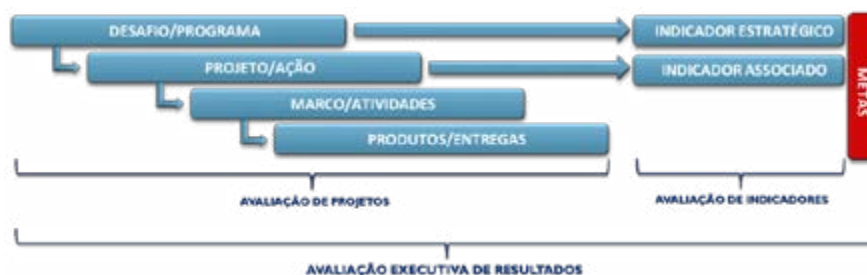 DESAFIO/PROGRAMA
INDICADOR ESTRATÉGICO
PROJETO/AÇÃO
INDICADOR ASSOCIADO
METAS
MARCO/ATIVIDADES
PRODUTOS/ENTREGAS
AVALIAÇÃO DE PROJETOS
AVALIAÇÃO DE INDICADORES
AVALIAÇÃO EXECUTIVA DE RESULTADOS